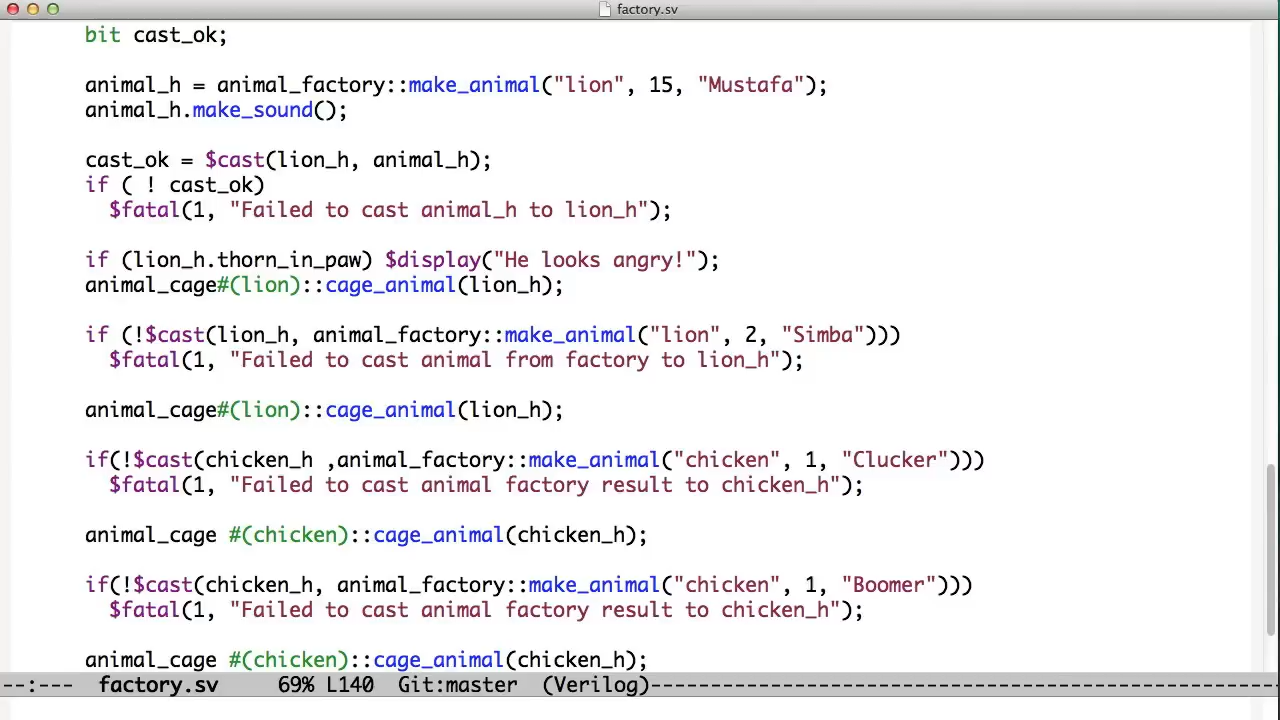 factory.sv
bit cast_ok;
animal_h = animal_factory::make_animal("lion", 15, "Mustafa");
animal_h.make_sound();
cast_ok = $cast(lion_h, animal_h);
if ( ! cast_ok)
$fatal(1, "Failed to cast animal_h to lion_h");
if (lion_h.thorn_in_paw) $display("He looks angry!");
animal_cage#(lion)::cage_animal(lion_h);
if (!$cast(lion_h, animal_factory::make_animal("lion", 2, "Simba")))
$fatal(1, "Failed to cast animal from factory to lion_h");
animal_cage#(lion)::cage_animal(lion_h);
if(!$cast(chicken_h ,animal_factory::make_animal("chicken", 1, "Clucker")))
$fatal(1, "Failed to cast animal factory result to chicken_h");
animal_cage #(chicken)::cage_animal(chicken_h);
if(!$cast(chicken_h, animal_factory::make_animal("chicken", 1, "Boomer")))
$fatal(1, "Failed to cast animal factory result to chicken_h");
animal_cage #(chicken)::cage_animal(chicken_h);
--:--- factory.sv 69% L140 Git:master (Verilog)----------------------------------------------------